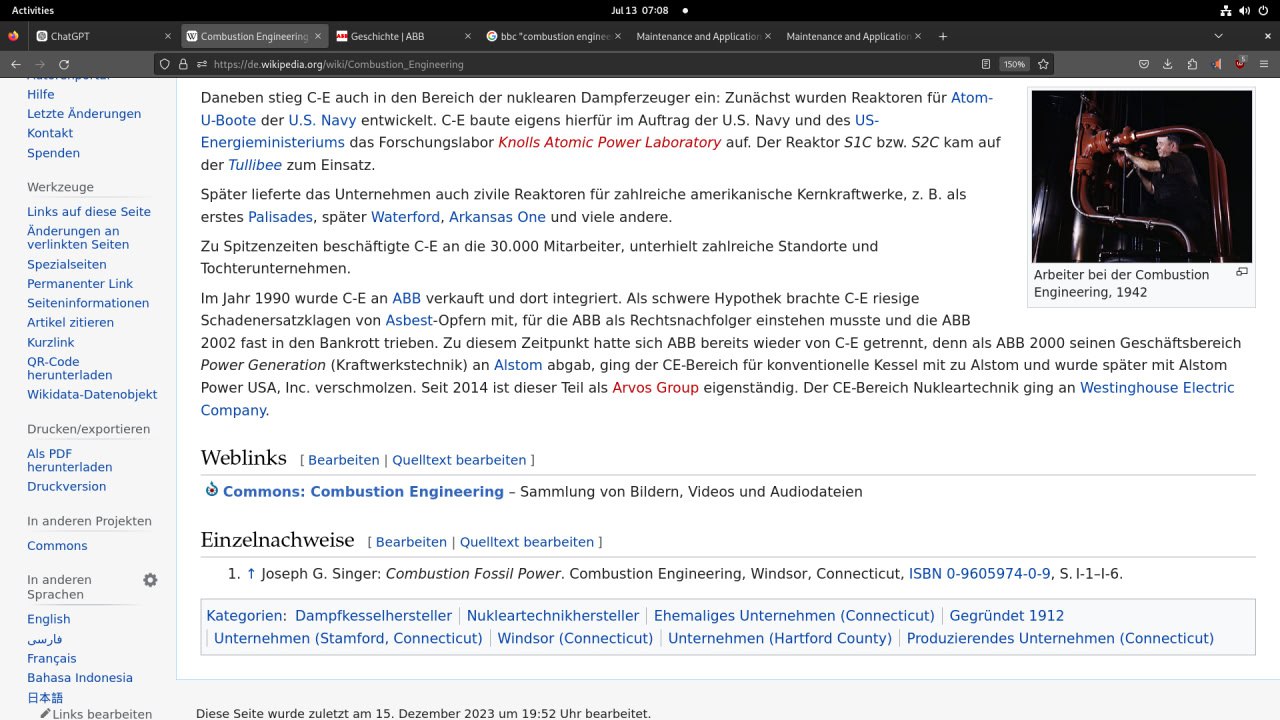 Activities
Jul 13 07:08
ChatGPT
Combustion Engineering
Geschichte | ABB
bbc "combustion enginee
Maintenance and Application
Maintenance and Application
https://de.wikipedia.org/wiki/Combustion_Engineering
150%
Autorenportal
Hilfe
Letzte Änderungen
Kontakt
Spenden
Werkzeuge
Links auf diese Seite
Änderungen an
verlinkten Seiten
Spezialseiten
Permanenter Link
Seiteninformationen
Artikel zitieren
Kurzlink
QR-Code
herunterladen
Wikidata-Datenobjekt
Drucken/exportieren
Als PDF
herunterladen
Druckversion
In anderen Projekten
Commons
In anderen
Sprachen
English
فارسی
Français
Bahasa Indonesia
日本語
Links bearbeiten
Daneben stieg C-E auch in den Bereich der nuklearen Dampferzeuger ein: Zunächst wurden Reaktoren für Atom-
U-Boote der U.S. Navy entwickelt. C-E baute eigens hierfür im Auftrag der U.S. Navy und des US-
Energieministeriums das Forschungslabor Knolls Atomic Power Laboratory auf. Der Reaktor S1C bzw. S2C kam auf
der Tullibee zum Einsatz.
Später lieferte das Unternehmen auch zivile Reaktoren für zahlreiche amerikanische Kernkraftwerke, z. B. als
erstes Palisades, später Waterford, Arkansas One und viele andere.
Zu Spitzenzeiten beschäftigte C-E an die 30.000 Mitarbeiter, unterhielt zahlreiche Standorte und
Tochterunternehmen.
Im Jahr 1990 wurde C-E an ABB verkauft und dort integriert. Als schwere Hypothek brachte C-E riesige
Schadenersatzklagen von Asbest-Opfern mit, für die ABB als Rechtsnachfolger einstehen musste und die ABB
2002 fast in den Bankrott trieben. Zu diesem Zeitpunkt hatte sich ABB bereits wieder von C-E getrennt, denn als ABB 2000 seinen Geschäftsbereich
Power Generation (Kraftwerkstechnik) an Alstom abgab, ging der CE-Bereich für konventionelle Kessel mit zu Alstom und wurde später mit Alstom
Power USA, Inc. verschmolzen. Seit 2014 ist dieser Teil als Arvos Group eigenständig. Der CE-Bereich Nukleartechnik ging an Westinghouse Electric
Company.
Arbeiter bei der Combustion
Engineering, 1942
Weblinks [ Bearbeiten | Quelltext bearbeiten ]
Commons: Combustion Engineering – Sammlung von Bildern, Videos und Audiodateien
Einzelnachweise [ Bearbeiten | Quelltext bearbeiten ]
1. ↑ Joseph G. Singer: Combustion Fossil Power. Combustion Engineering, Windsor, Connecticut, ISBN 0-9605974-0-9, S. I-1–I-6.
Kategorien: Dampfkesselhersteller | Nukleartechnikhersteller | Ehemaliges Unternehmen (Connecticut) | Gegründet 1912
| Unternehmen (Stamford, Connecticut) | Windsor (Connecticut) | Unternehmen (Hartford County) | Produzierendes Unternehmen (Connecticut)
Diese Seite wurde zuletzt am 15. Dezember 2023 um 19:52 Uhr bearbeitet.